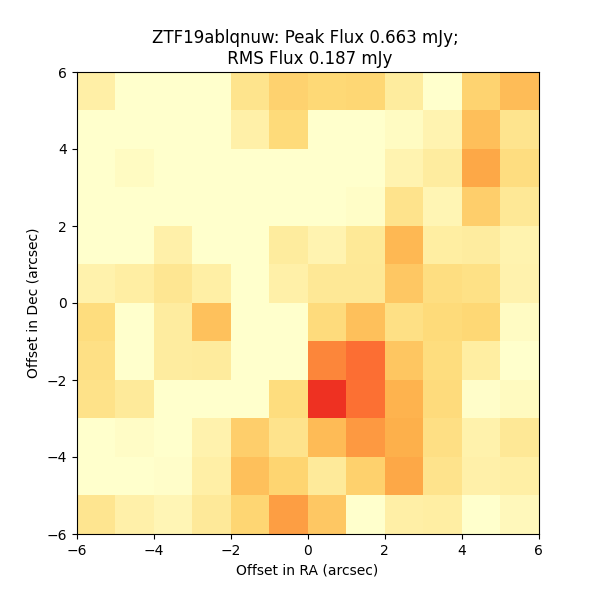 ZTF19ablqnuw: Peak Flux 0.663 mJy;
RMS Flux 0.187 mJy
6
4
2
0
−2
−4
−6
Offset in Dec (arcsec)
−6 −4 −2 0 2 4 6
Offset in RA (arcsec)